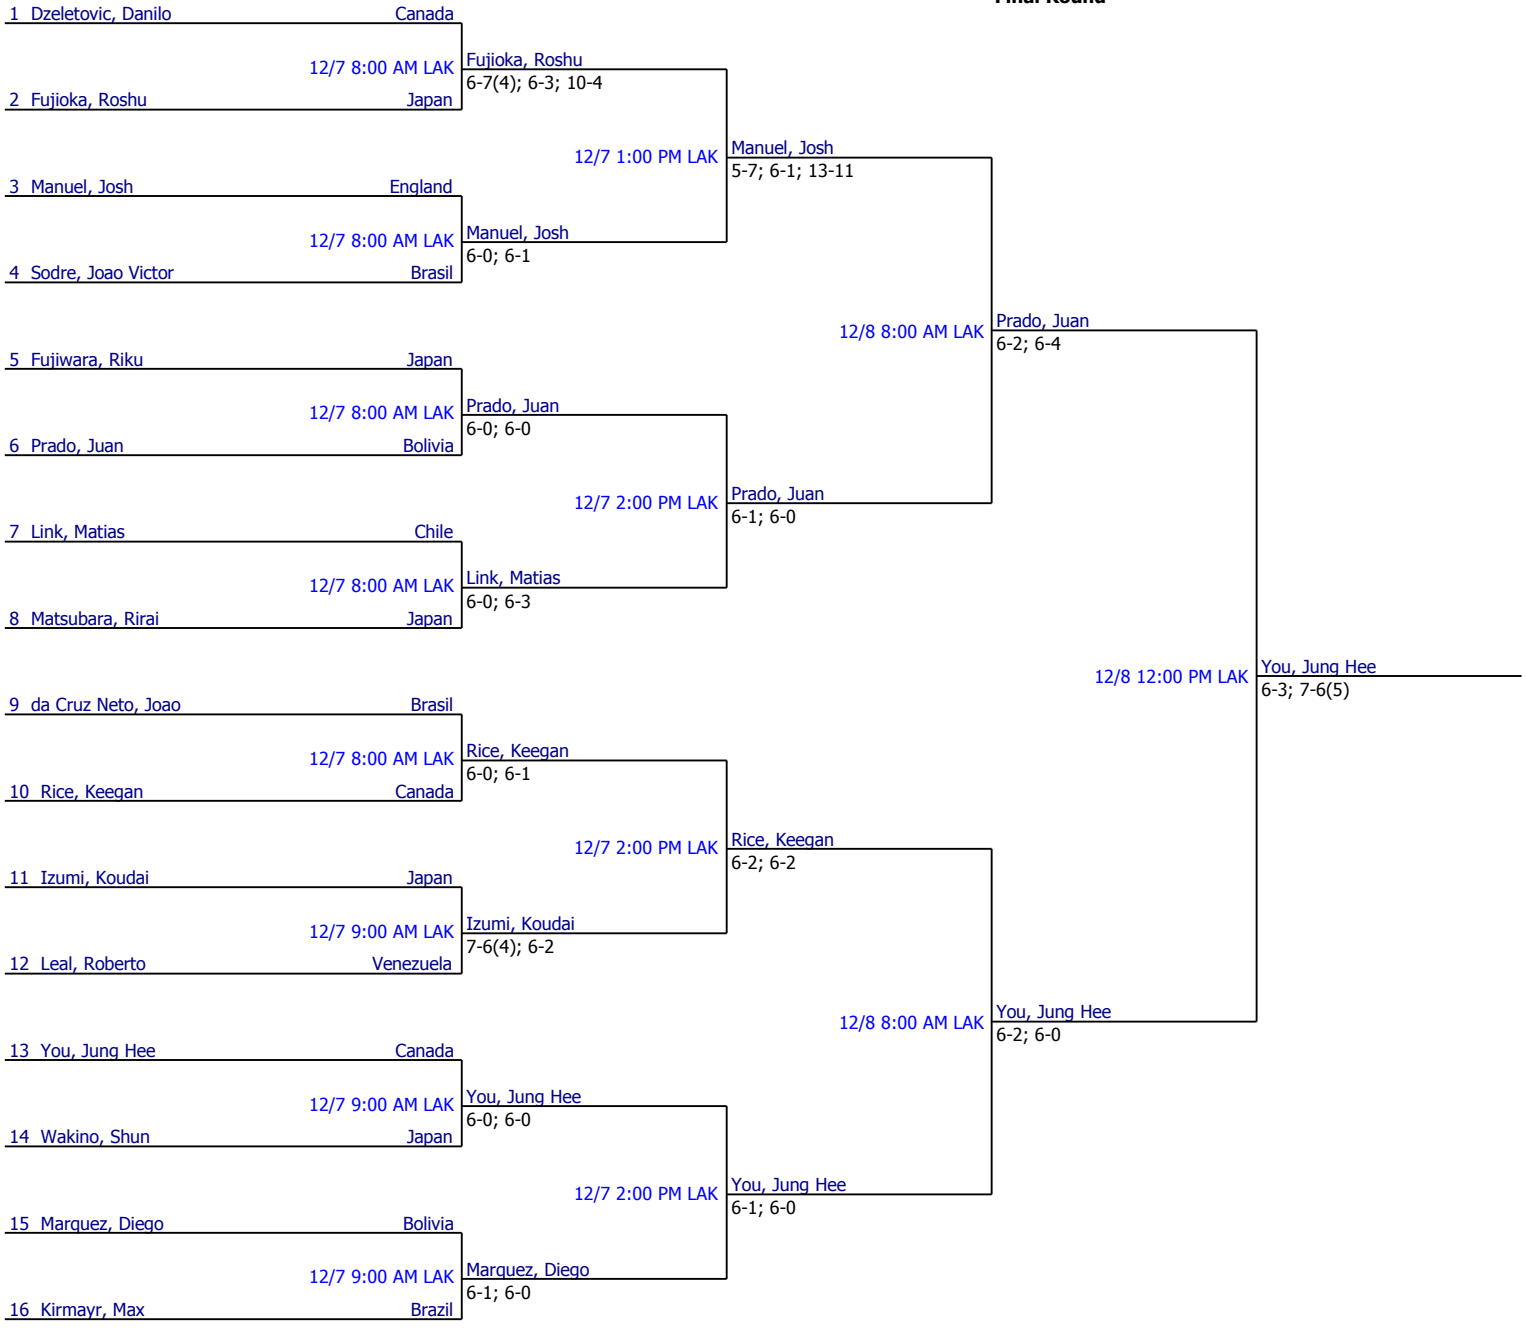 Final Round
1 Dzeletovic, Danilo Canada
12/7 8:00 AM LAK
Fujioka, Roshu
6-7(4); 6-3; 10-4
2 Fujioka, Roshu Japan
12/7 1:00 PM LAK
Manuel, Josh
5-7; 6-1; 13-11
3 Manuel, Josh England
12/7 8:00 AM LAK
Manuel, Josh
6-0; 6-1
4 Sodre, Joao Victor Brasil
12/8 8:00 AM LAK
Prado, Juan
6-2; 6-4
5 Fujiwara, Riku Japan
12/7 8:00 AM LAK
Prado, Juan
6-0; 6-0
6 Prado, Juan Bolivia
12/7 2:00 PM LAK
Prado, Juan
6-1; 6-0
7 Link, Matias Chile
12/7 8:00 AM LAK
Link, Matias
6-0; 6-3
8 Matsubara, Rirai Japan
12/8 12:00 PM LAK
You, Jung Hee
6-3; 7-6(5)
9 da Cruz Neto, Joao Brasil
12/7 8:00 AM LAK
Rice, Keegan
6-0; 6-1
10 Rice, Keegan Canada
12/7 2:00 PM LAK
Rice, Keegan
6-2; 6-2
11 Izumi, Koudai Japan
12/7 9:00 AM LAK
Izumi, Koudai
7-6(4); 6-2
12 Leal, Roberto Venezuela
12/8 8:00 AM LAK
You, Jung Hee
6-2; 6-0
13 You, Jung Hee Canada
12/7 9:00 AM LAK
You, Jung Hee
6-0; 6-0
14 Wakino, Shun Japan
12/7 2:00 PM LAK
You, Jung Hee
6-1; 6-0
15 Marquez, Diego Bolivia
12/7 9:00 AM LAK
Marquez, Diego
6-1; 6-0
16 Kirmayr, Max Brazil